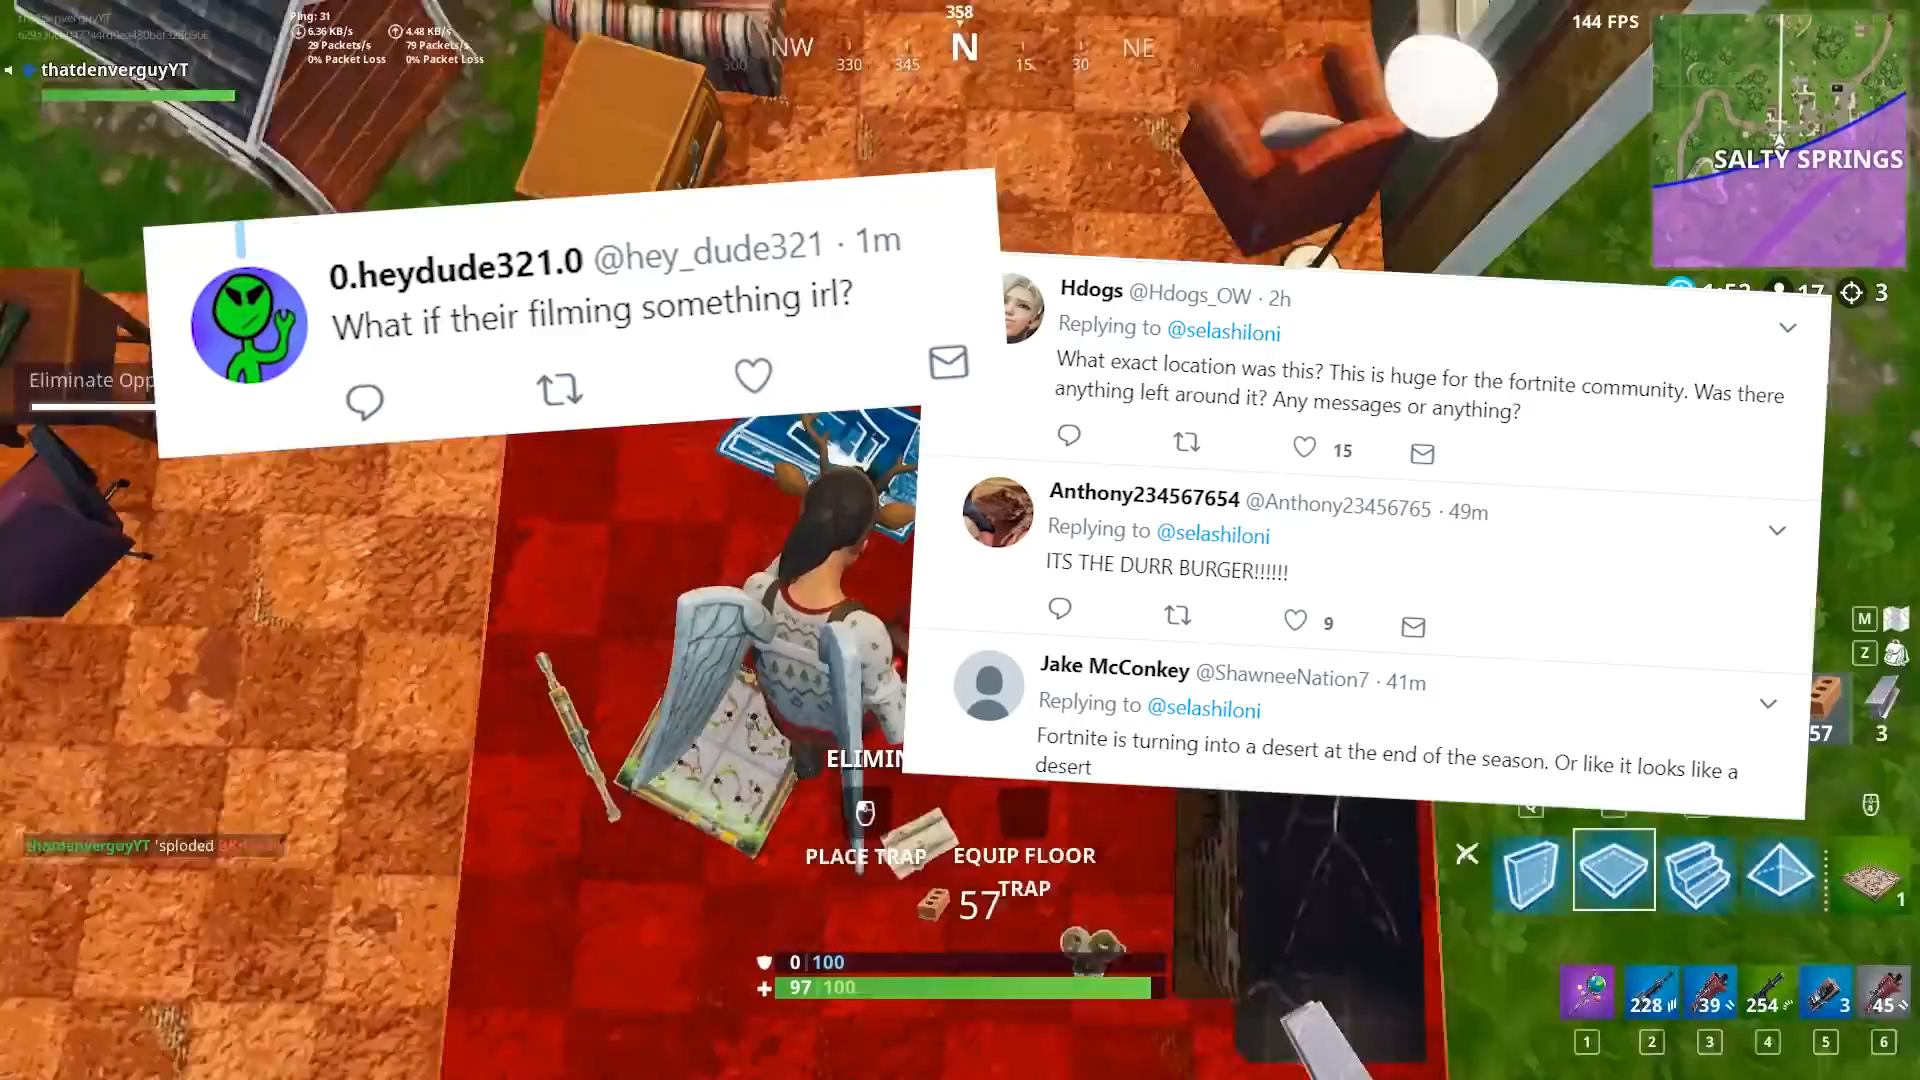 Ping: 31
6.36 KB/s
4.48 KB/s
29 Packets/s
79 Packets/s
0% Packet Loss
0% Packet Loss
thatdenverguyYT
358
NW
330
345
N
15
30
NE
144 FPS
SALTY SPRINGS
17
3
0.heydude321.0 @hey_dude321 · 1m
What if their filming something irl?
Hdogs @Hdogs_OW · 2h
Replying to @selashiloni
What exact location was this? This is huge for the fortnite community. Was there
anything left around it? Any messages or anything?
15
Anthony234567654 @Anthony23456765 · 49m
Replying to @selashiloni
ITS THE DURR BURGER!!!!!!
9
Jake McConkey @ShawneeNation7 · 41m
Replying to @selashiloni
Fortnite is turning into a desert at the end of the season. Or like it looks like a
desert
Eliminate Opp
M
Z
57
3
ELIMIN
thatdenverguyYT 'sploded
PLACE TRAP
EQUIP FLOOR
TRAP
57
1
0 | 100
97 | 100
228
39
254
3
45
1
2
3
4
5
6